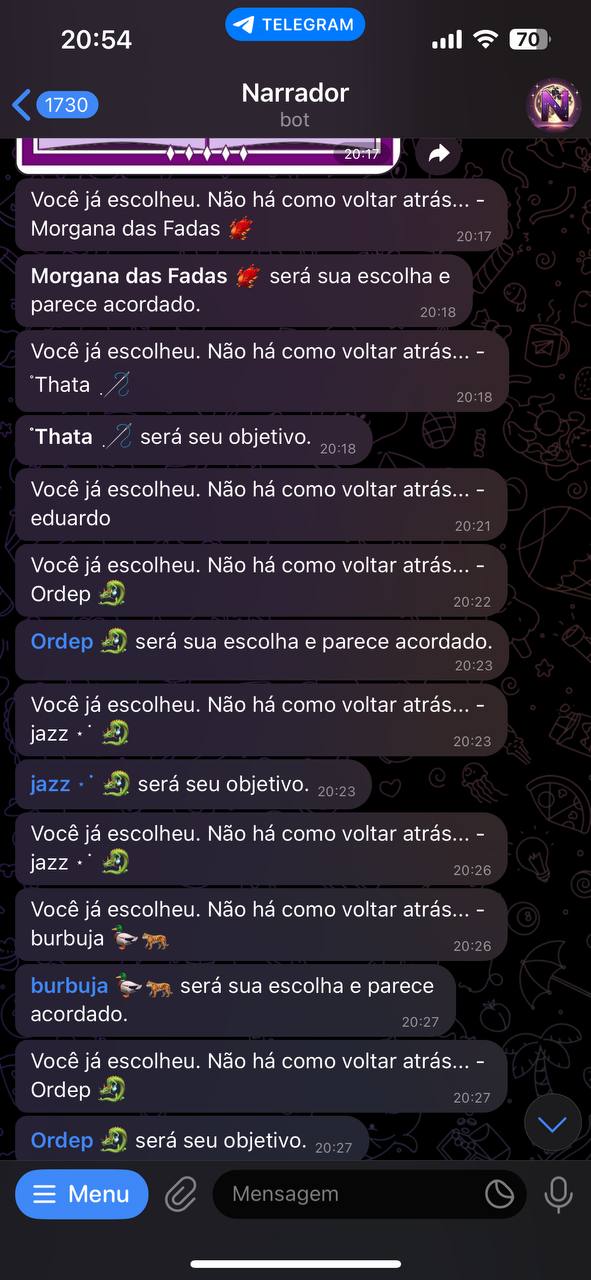 20:54
TELEGRAM
70
1730
Narrador
bot
20:17
Você já escolheu. Não há como voltar atrás... -
Morgana das Fadas
20:17
Morgana das Fadas será sua escolha e
parece acordado.
20:18
Você já escolheu. Não há como voltar atrás... -
Thata
20:18
Thata será seu objetivo. 20:18
Você já escolheu. Não há como voltar atrás... -
eduardo
20:21
Você já escolheu. Não há como voltar atrás... -
Ordep 🐉
20:22
Ordep 🐉 será sua escolha e parece acordado.
20:23
Você já escolheu. Não há como voltar atrás... -
jazz 🐉
20:23
jazz 🐉 será seu objetivo. 20:23
Você já escolheu. Não há como voltar atrás... -
jazz 🐉
20:26
Você já escolheu. Não há como voltar atrás... -
burbuja 🦆🐅
20:26
burbuja 🦆🐅 será sua escolha e parece
acordado.
20:27
Você já escolheu. Não há como voltar atrás... -
Ordep 🐉
20:27
Ordep 🐉 será seu objetivo. 20:27
Menu
Mensagem